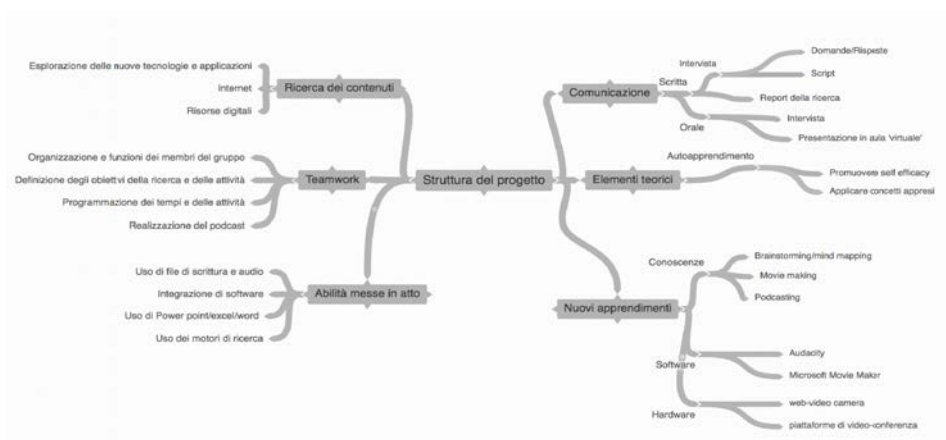 Struttura del progetto
Ricerca dei contenuti
Esplorazione delle nuove tecnologie e applicazioni
Internet
Risorse digitali
Teamwork
Organizzazione e funzioni dei membri del gruppo
Definizione degli obiettvi della ricerca e delle attività
Programmazione dei tempi e delle attività
Realizzazione del podcast
Abilità messe in atto
Uso di file di scrittura e audio
Integrazione di software
Uso di Power point/excel/word
Uso dei motori di ricerca
Comunicazione
Scritta
Intervista
Domande/Risposte
Script
Report della ricerca
Orale
Intervista
Presentazione in aula 'virtuale'
Elementi teorici
Autoapprendimento
Promuovere self efficacy
Applicare concetti appresi
Nuovi apprendimenti
Conoscenze
Brainstorming/mind mapping
Movie making
Podcasting
Software
Audacity
Microsoft Movie Maker
Hardware
web-video camera
piattaforme di video-conferenza